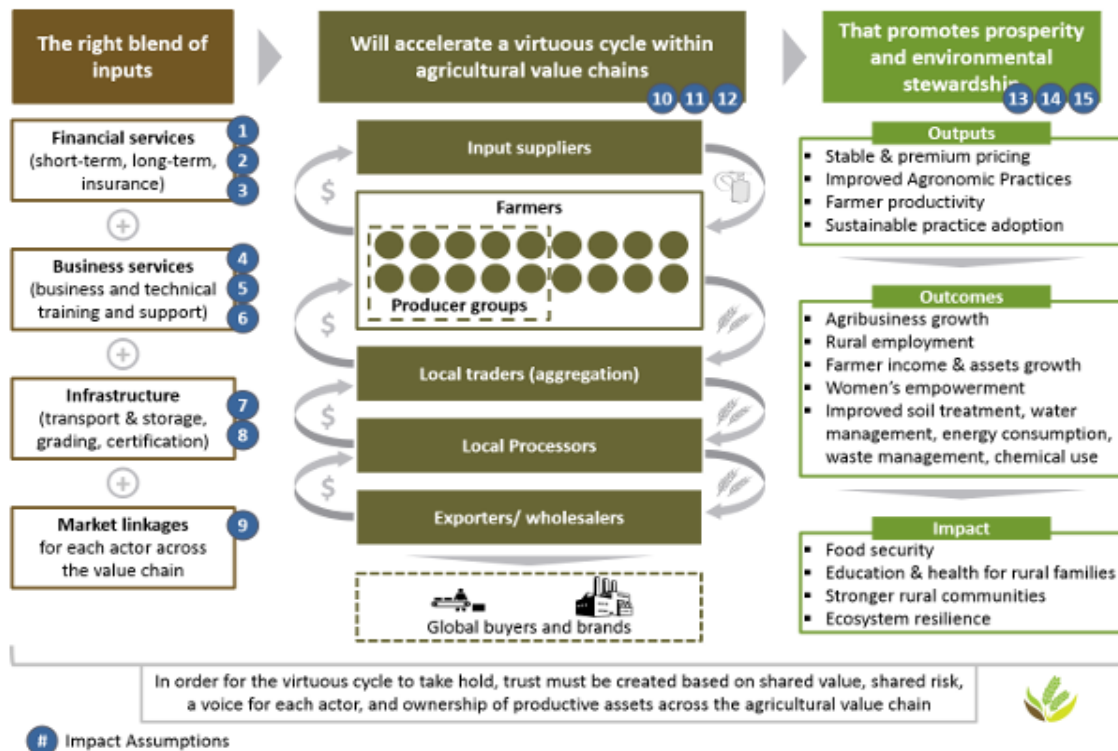 The right blend of
inputs
Will accelerate a virtuous cycle within
agricultural value chains
10 11 12
That promotes prosperity
and environmental
stewardship
13 14 15
Financial services
(short-term, long-term,
insurance)
1
2
3
Business services
(business and technical
training and support)
4
5
6
Infrastructure
(transport & storage,
grading, certification)
7
8
Market linkages
for each actor across
the value chain
9
Input suppliers
$
Farmers
Producer groups
$
Local traders (aggregation)
$
Local Processors
$
Exporters/ wholesalers
Global buyers and brands
Outputs
▪ Stable & premium pricing
▪ Improved Agronomic Practices
▪ Farmer productivity
▪ Sustainable practice adoption
Outcomes
▪ Agribusiness growth
▪ Rural employment
▪ Farmer income & assets growth
▪ Women's empowerment
▪ Improved soil treatment, water
management, energy consumption,
waste management, chemical use
Impact
▪ Food security
▪ Education & health for rural families
▪ Stronger rural communities
▪ Ecosystem resilience
In order for the virtuous cycle to take hold, trust must be created based on shared value, shared risk,
a voice for each actor, and ownership of productive assets across the agricultural value chain
# Impact Assumptions